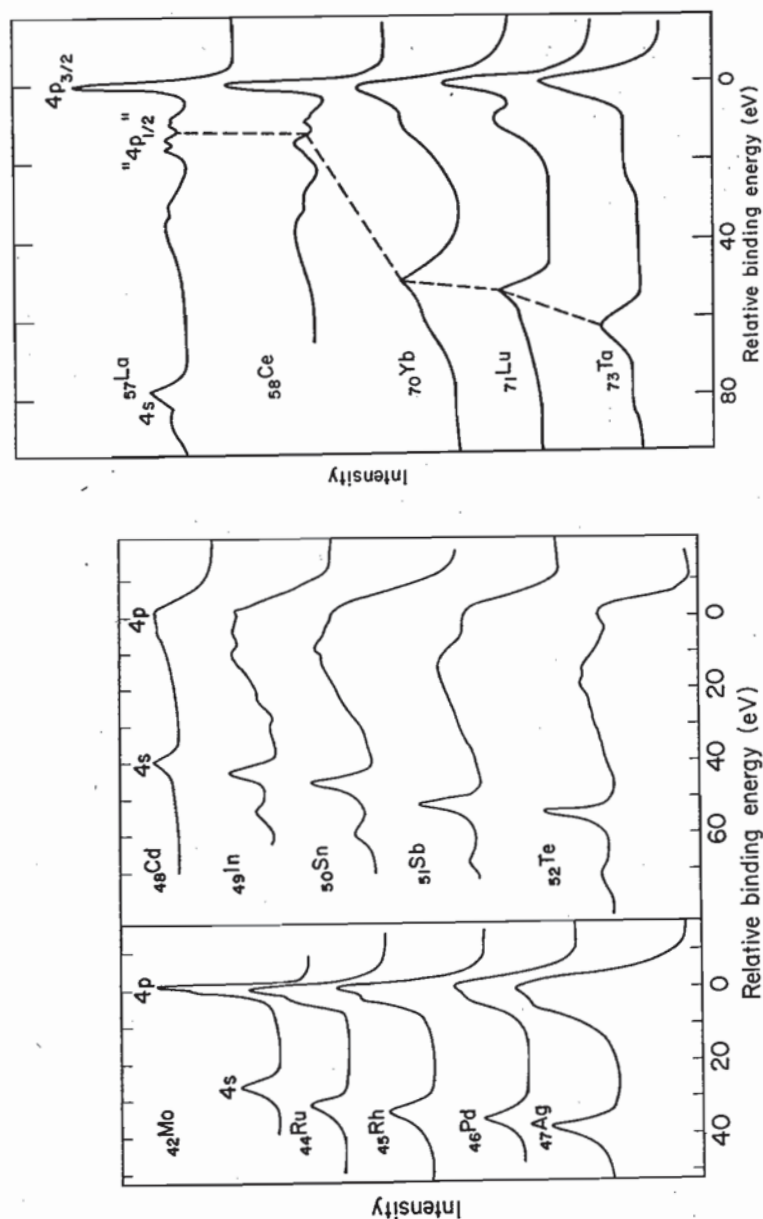 Intensity
4p
42Mo
4s
44Ru
45Rh
46Pd
47Ag
40
20
0
4p
4s
48Cd
49In
50Sn
51Sb
52Te
60
40
20
0
Relative binding energy (eV)
Intensity
4p3/2
"4p1/2"
57La
4s
58Ce
70Yb
71Lu
73Ta
80
40
0
Relative binding energy (eV)